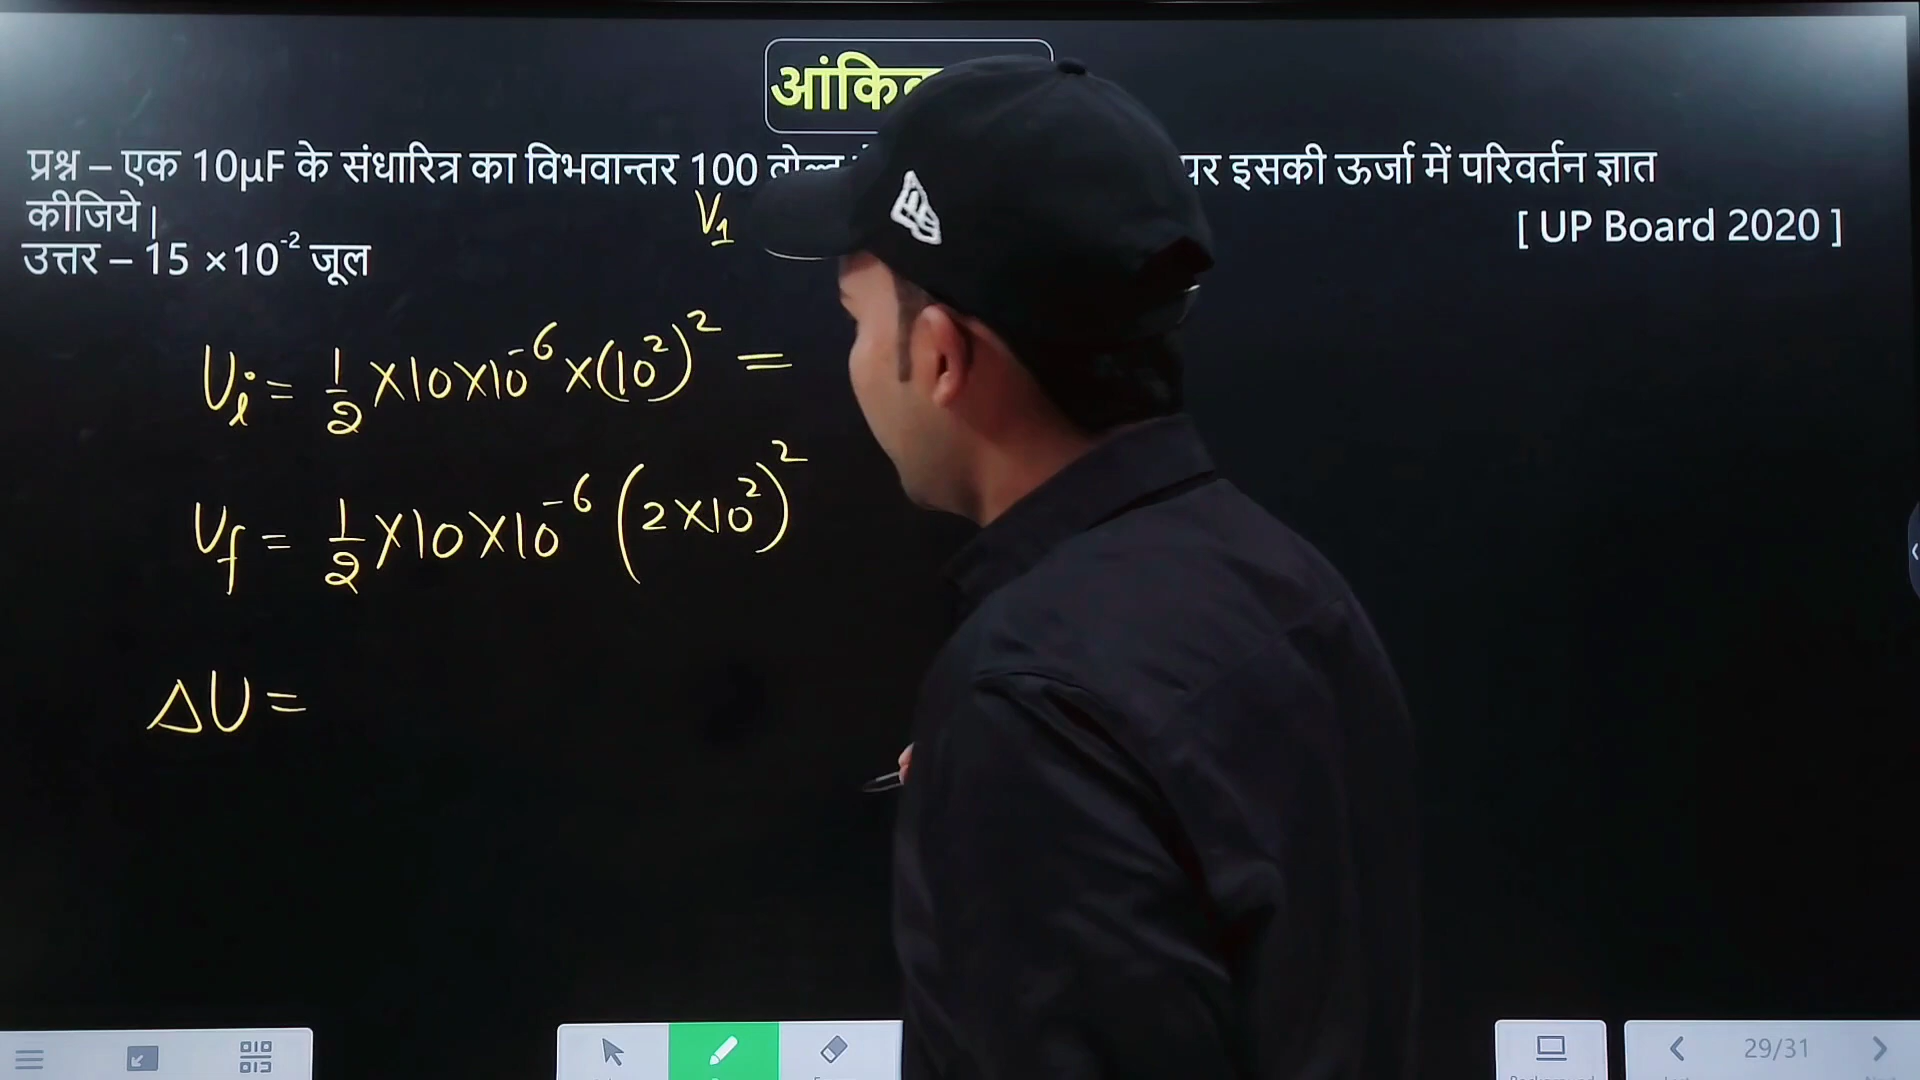 प्रश्न – एक 10μF के संधारित्र का विभवान्तर 100 पर इसकी ऊर्जा में परिवर्तन ज्ञात
कीजिये।
V₁
[ UP Board 2020 ]
उत्तर – 15 ×10⁻² जूल
Uᵢ = 1/2 ×10×10⁻⁶×(10²)² =
U_f = 1/2 ×10×10⁻⁶ (2×10²)²
ΔU =
29/31